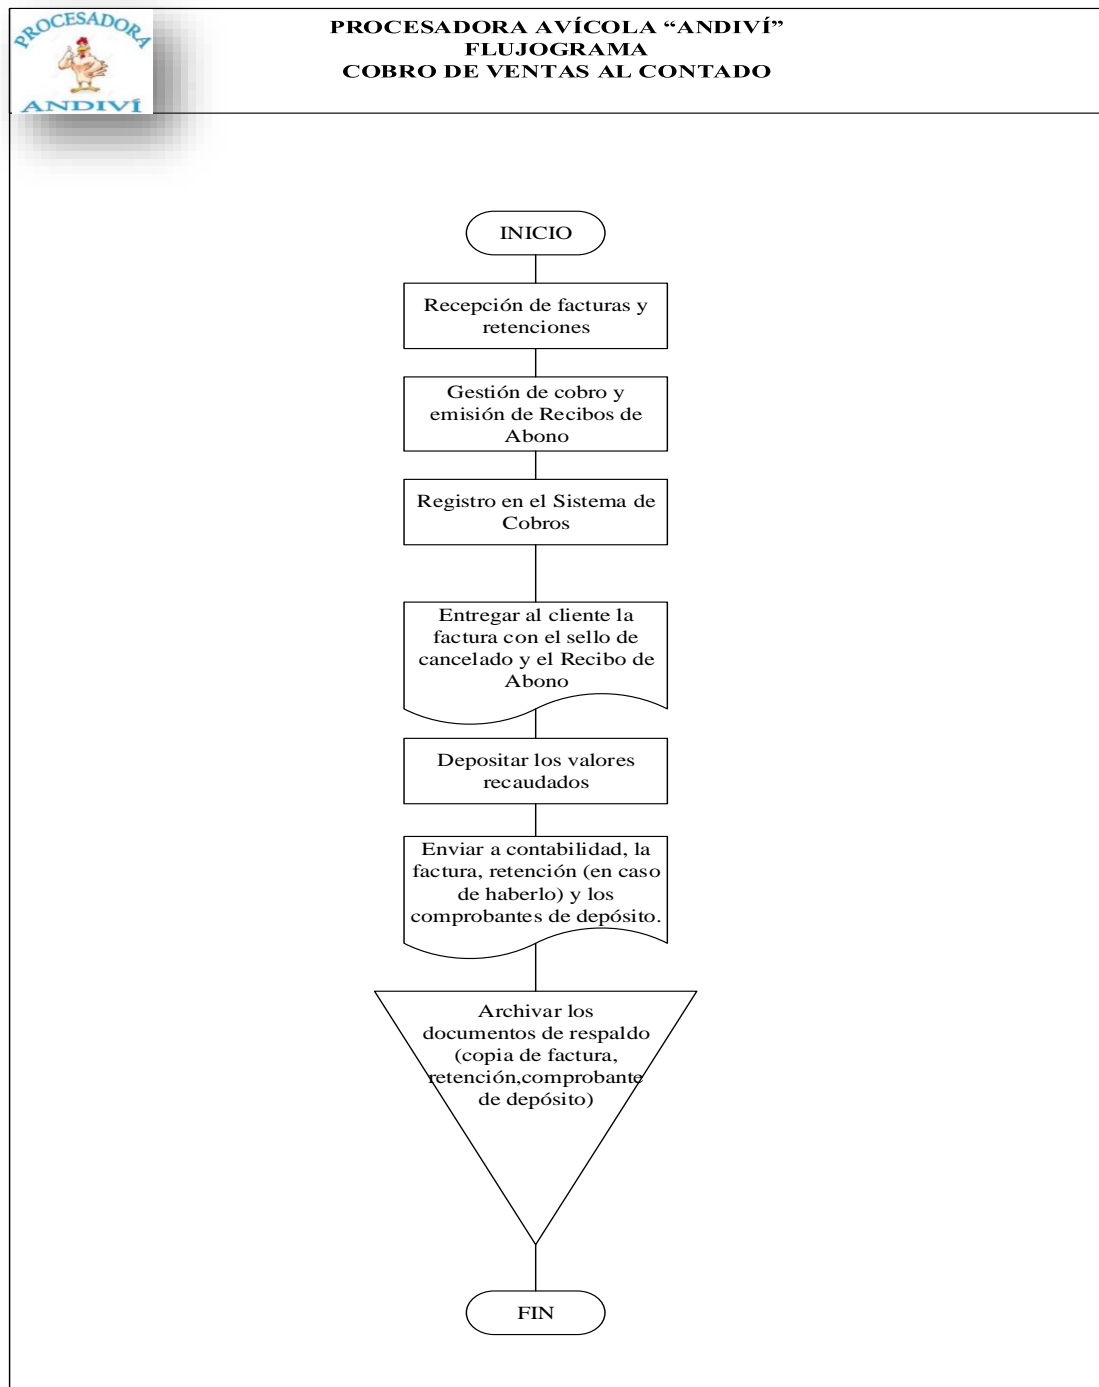 PROCESADORA
ANDIVÍ
PROCESADORA AVÍCOLA “ANDIVÍ”
FLUJOGRAMA
COBRO DE VENTAS AL CONTADO
INICIO
Recepción de facturas y
retenciones
Gestión de cobro y
emisión de Recibos de
Abono
Registro en el Sistema de
Cobros
Entregar al cliente la
factura con el sello de
cancelado y el Recibo de
Abono
Depositar los valores
recaudados
Enviar a contabilidad, la
factura, retención (en caso
de haberlo) y los
comprobantes de depósito.
Archivar los
documentos de respaldo
(copia de factura,
retención,comprobante
de depósito)
FIN